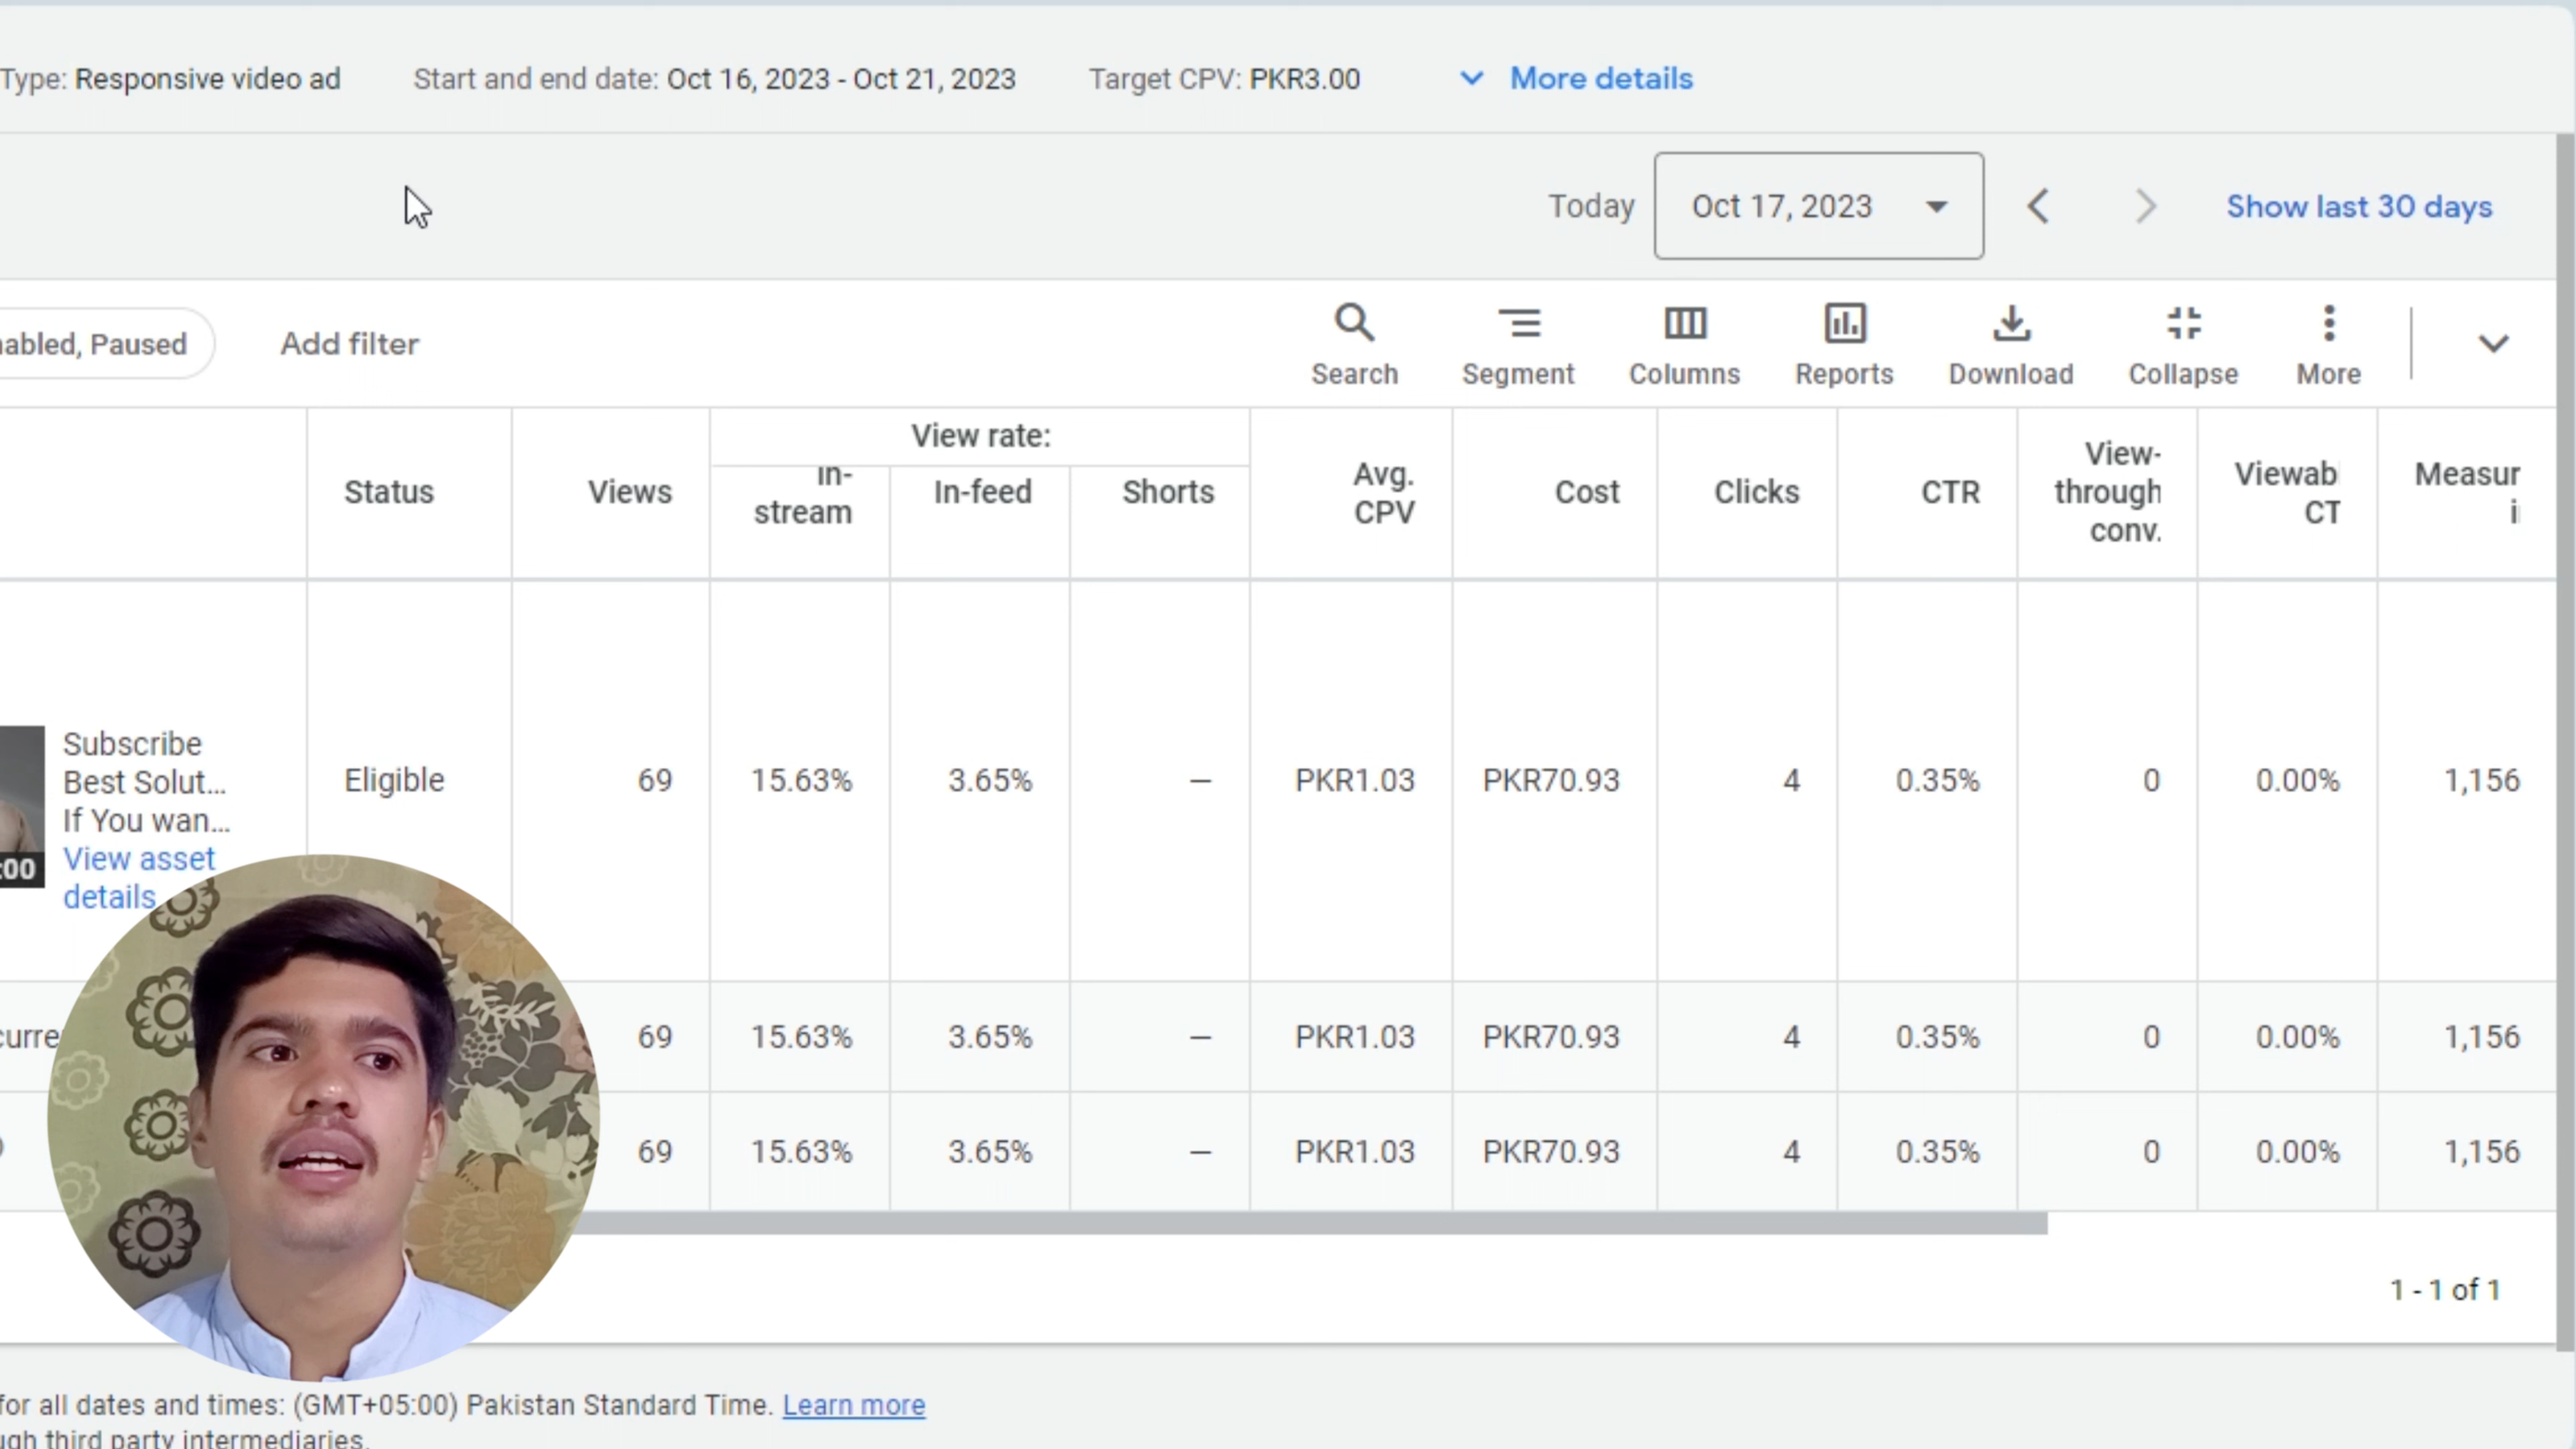 Type: Responsive video ad Start and end date: Oct 16, 2023 - Oct 21, 2023 Target CPV: PKR3.00 More details
Today Oct 17, 2023 Show last 30 days
abled, Paused Add filter Search Segment Columns Reports Download Collapse More
View rate:
Status Views In-stream In-feed Shorts Avg. CPV Cost Clicks CTR View-through conv. Viewab CT Measur i
Subscribe
Best Solut...
If You wan...
View asset
details
:00
Eligible 69 15.63% 3.65% — PKR1.03 PKR70.93 4 0.35% 0 0.00% 1,156
curre 69 15.63% 3.65% — PKR1.03 PKR70.93 4 0.35% 0 0.00% 1,156
69 15.63% 3.65% — PKR1.03 PKR70.93 4 0.35% 0 0.00% 1,156
1 - 1 of 1
for all dates and times: (GMT+05:00) Pakistan Standard Time. Learn more
ugh third party intermediaries.